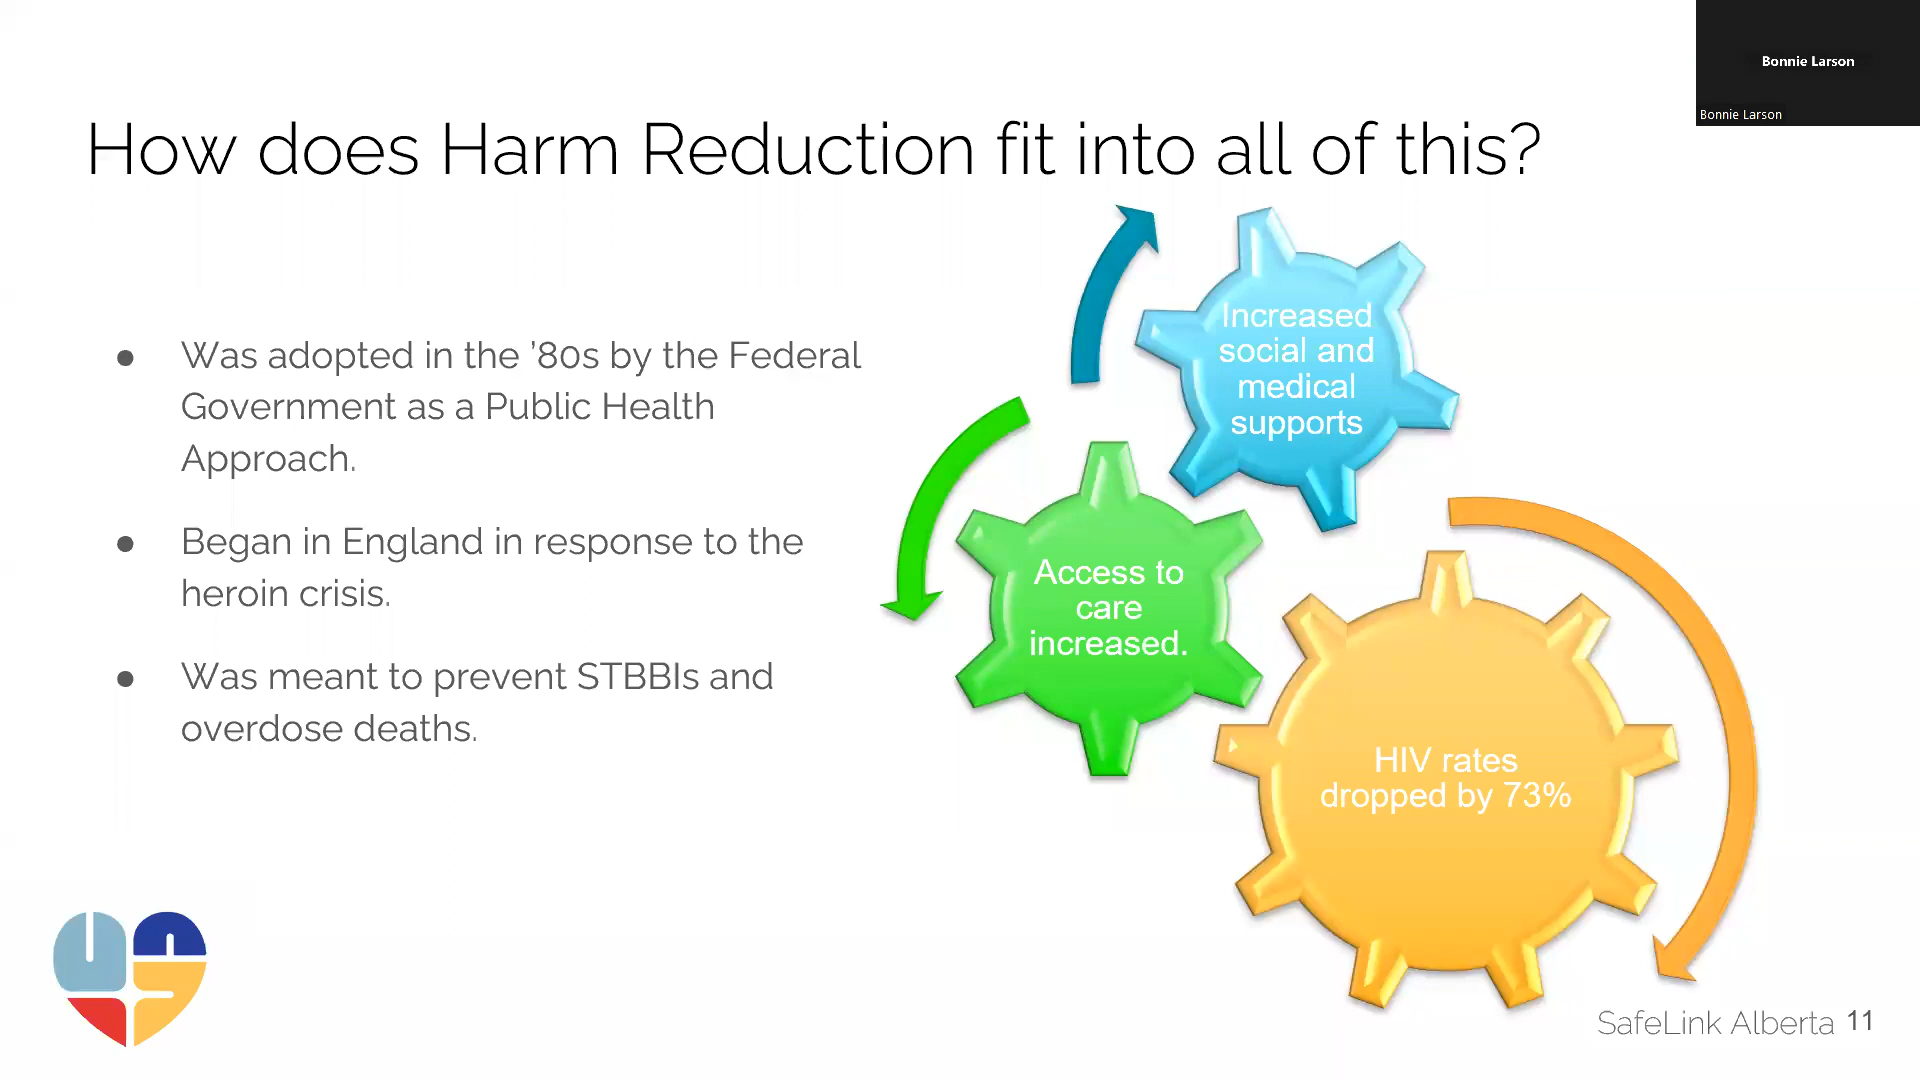 Bonnie Larson
Bonnie Larson
How does Harm Reduction fit into all of this?
● Was adopted in the ’80s by the Federal
Government as a Public Health
Approach.
● Began in England in response to the
heroin crisis.
● Was meant to prevent STBBIs and
overdose deaths.
Increased
social and
medical
supports
Access to
care
increased.
HIV rates
dropped by 73%
SafeLink Alberta 11